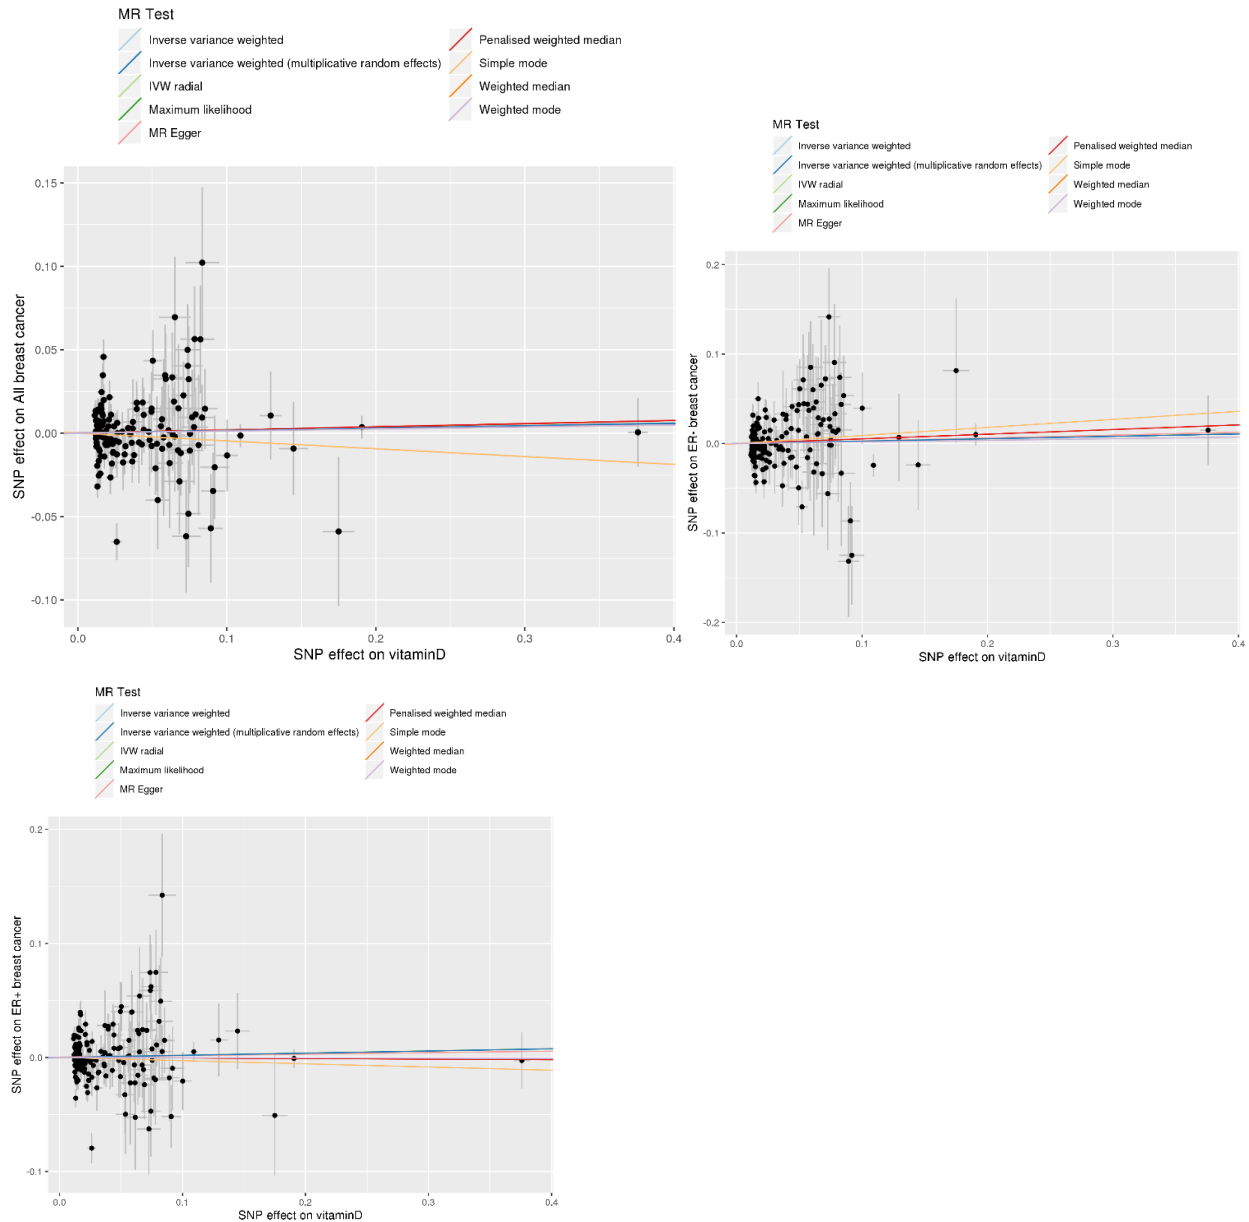 MR Test
Inverse variance weighted
Inverse variance weighted (multiplicative random effects)
IVW radial
Maximum likelihood
MR Egger
Penalised weighted median
Simple mode
Weighted median
Weighted mode
SNP effect on All breast cancer
0.15
0.10
0.05
0.00
-0.05
-0.10
0.0 0.1 0.2 0.3 0.4
SNP effect on vitaminD
MR Test
Inverse variance weighted
Inverse variance weighted (multiplicative random effects)
IVW radial
Maximum likelihood
MR Egger
Penalised weighted median
Simple mode
Weighted median
Weighted mode
SNP effect on ER- breast cancer
0.2
0.1
0.0
-0.1
-0.2
0.0 0.1 0.2 0.3 0.4
SNP effect on vitaminD
MR Test
Inverse variance weighted
Inverse variance weighted (multiplicative random effects)
IVW radial
Maximum likelihood
MR Egger
Penalised weighted median
Simple mode
Weighted median
Weighted mode
SNP effect on ER+ breast cancer
0.2
0.1
0.0
-0.1
0.0 0.1 0.2 0.3 0.4
SNP effect on vitaminD